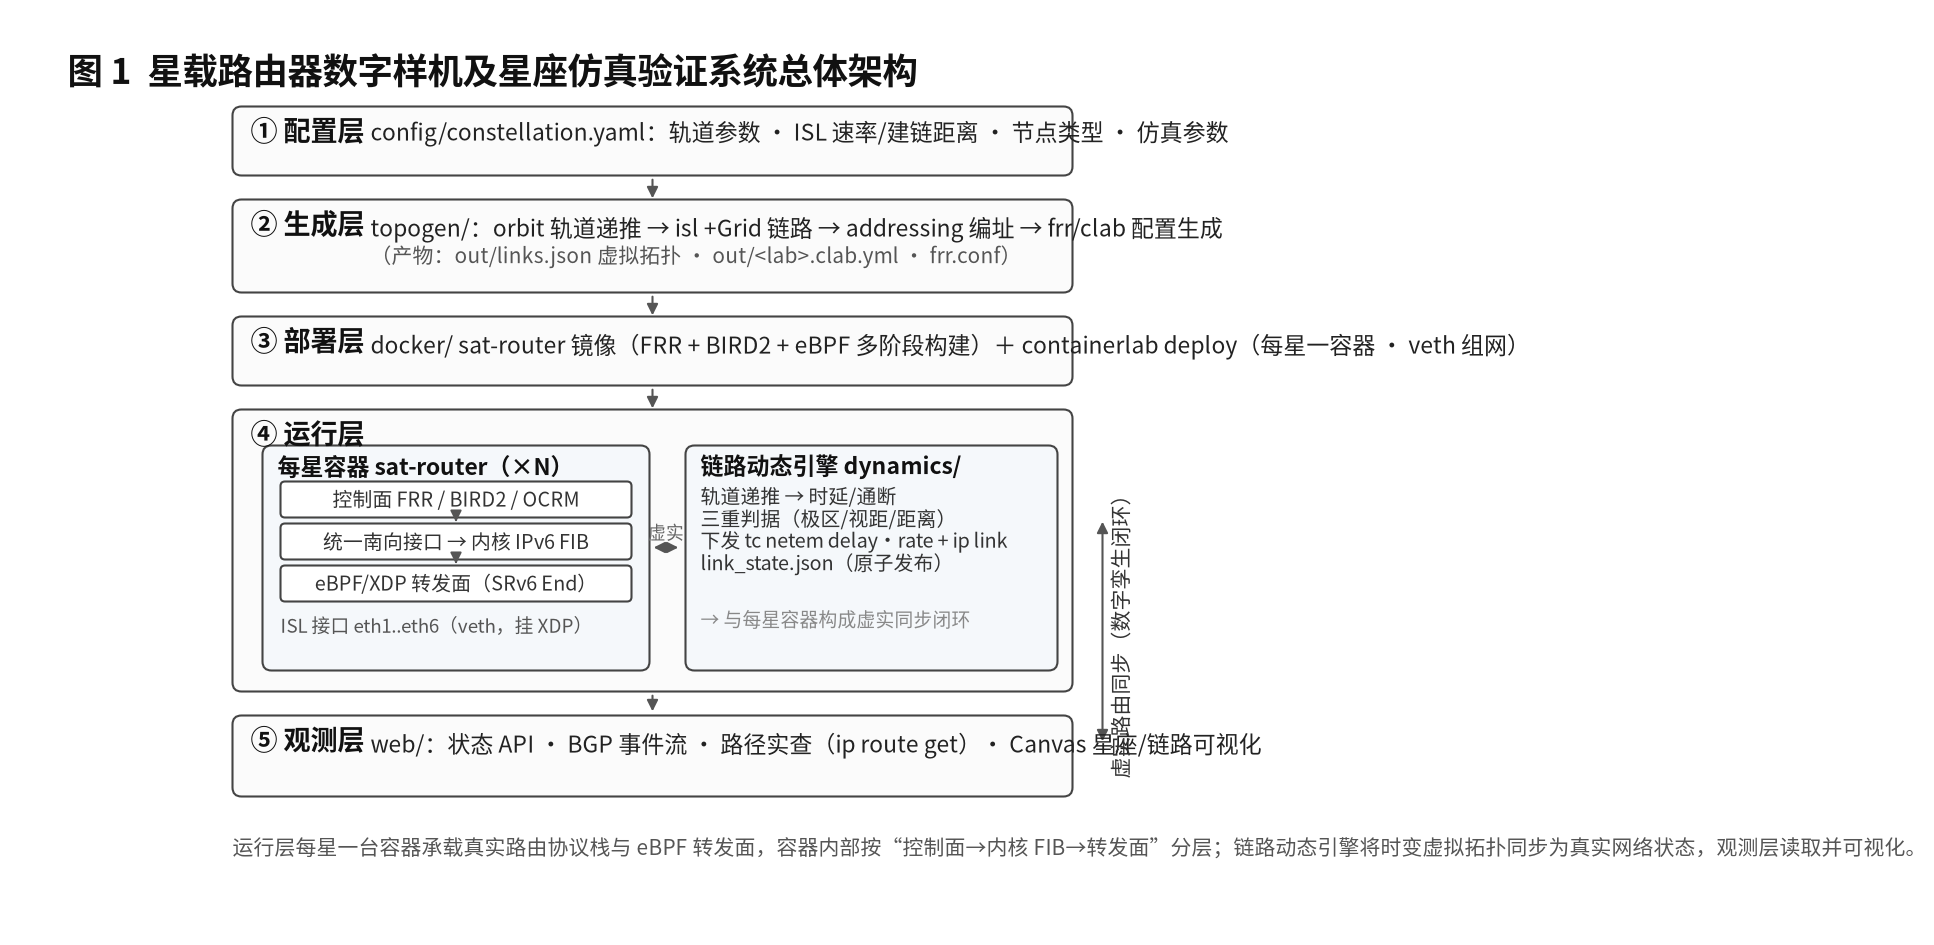 图 1 星载路由器数字样机及星座仿真验证系统总体架构
① 配置层 config/constellation.yaml：轨道参数 · ISL 速率/建链距离 · 节点类型 · 仿真参数
② 生成层 topogen/：orbit 轨道递推 → isl +Grid 链路 → addressing 编址 → frr/clab 配置生成
（产物：out/links.json 虚拟拓扑 · out/<lab>.clab.yml · frr.conf）
③ 部署层 docker/ sat-router 镜像（FRR + BIRD2 + eBPF 多阶段构建）＋ containerlab deploy（每星一容器 · veth 组网）
④ 运行层
每星容器 sat-router（×N）
控制面 FRR / BIRD2 / OCRM
统一南向接口 → 内核 IPv6 FIB
eBPF/XDP 转发面（SRv6 End）
ISL 接口 eth1..eth6（veth，挂 XDP）
虚实
链路动态引擎 dynamics/
轨道递推 → 时延/通断
三重判据（极区/视距/距离）
下发 tc netem delay · rate + ip link
link_state.json（原子发布）
→ 与每星容器构成虚实同步闭环
虚实路由同步（数字孪生闭环）
⑤ 观测层 web/：状态 API · BGP 事件流 · 路径实查（ip route get） · Canvas 星座/链路可视化
运行层每星一台容器承载真实路由协议栈与 eBPF 转发面，容器内部按“控制面→内核 FIB→转发面”分层；链路动态引擎将时变虚拟拓扑同步为真实网络状态，观测层读取并可视化。